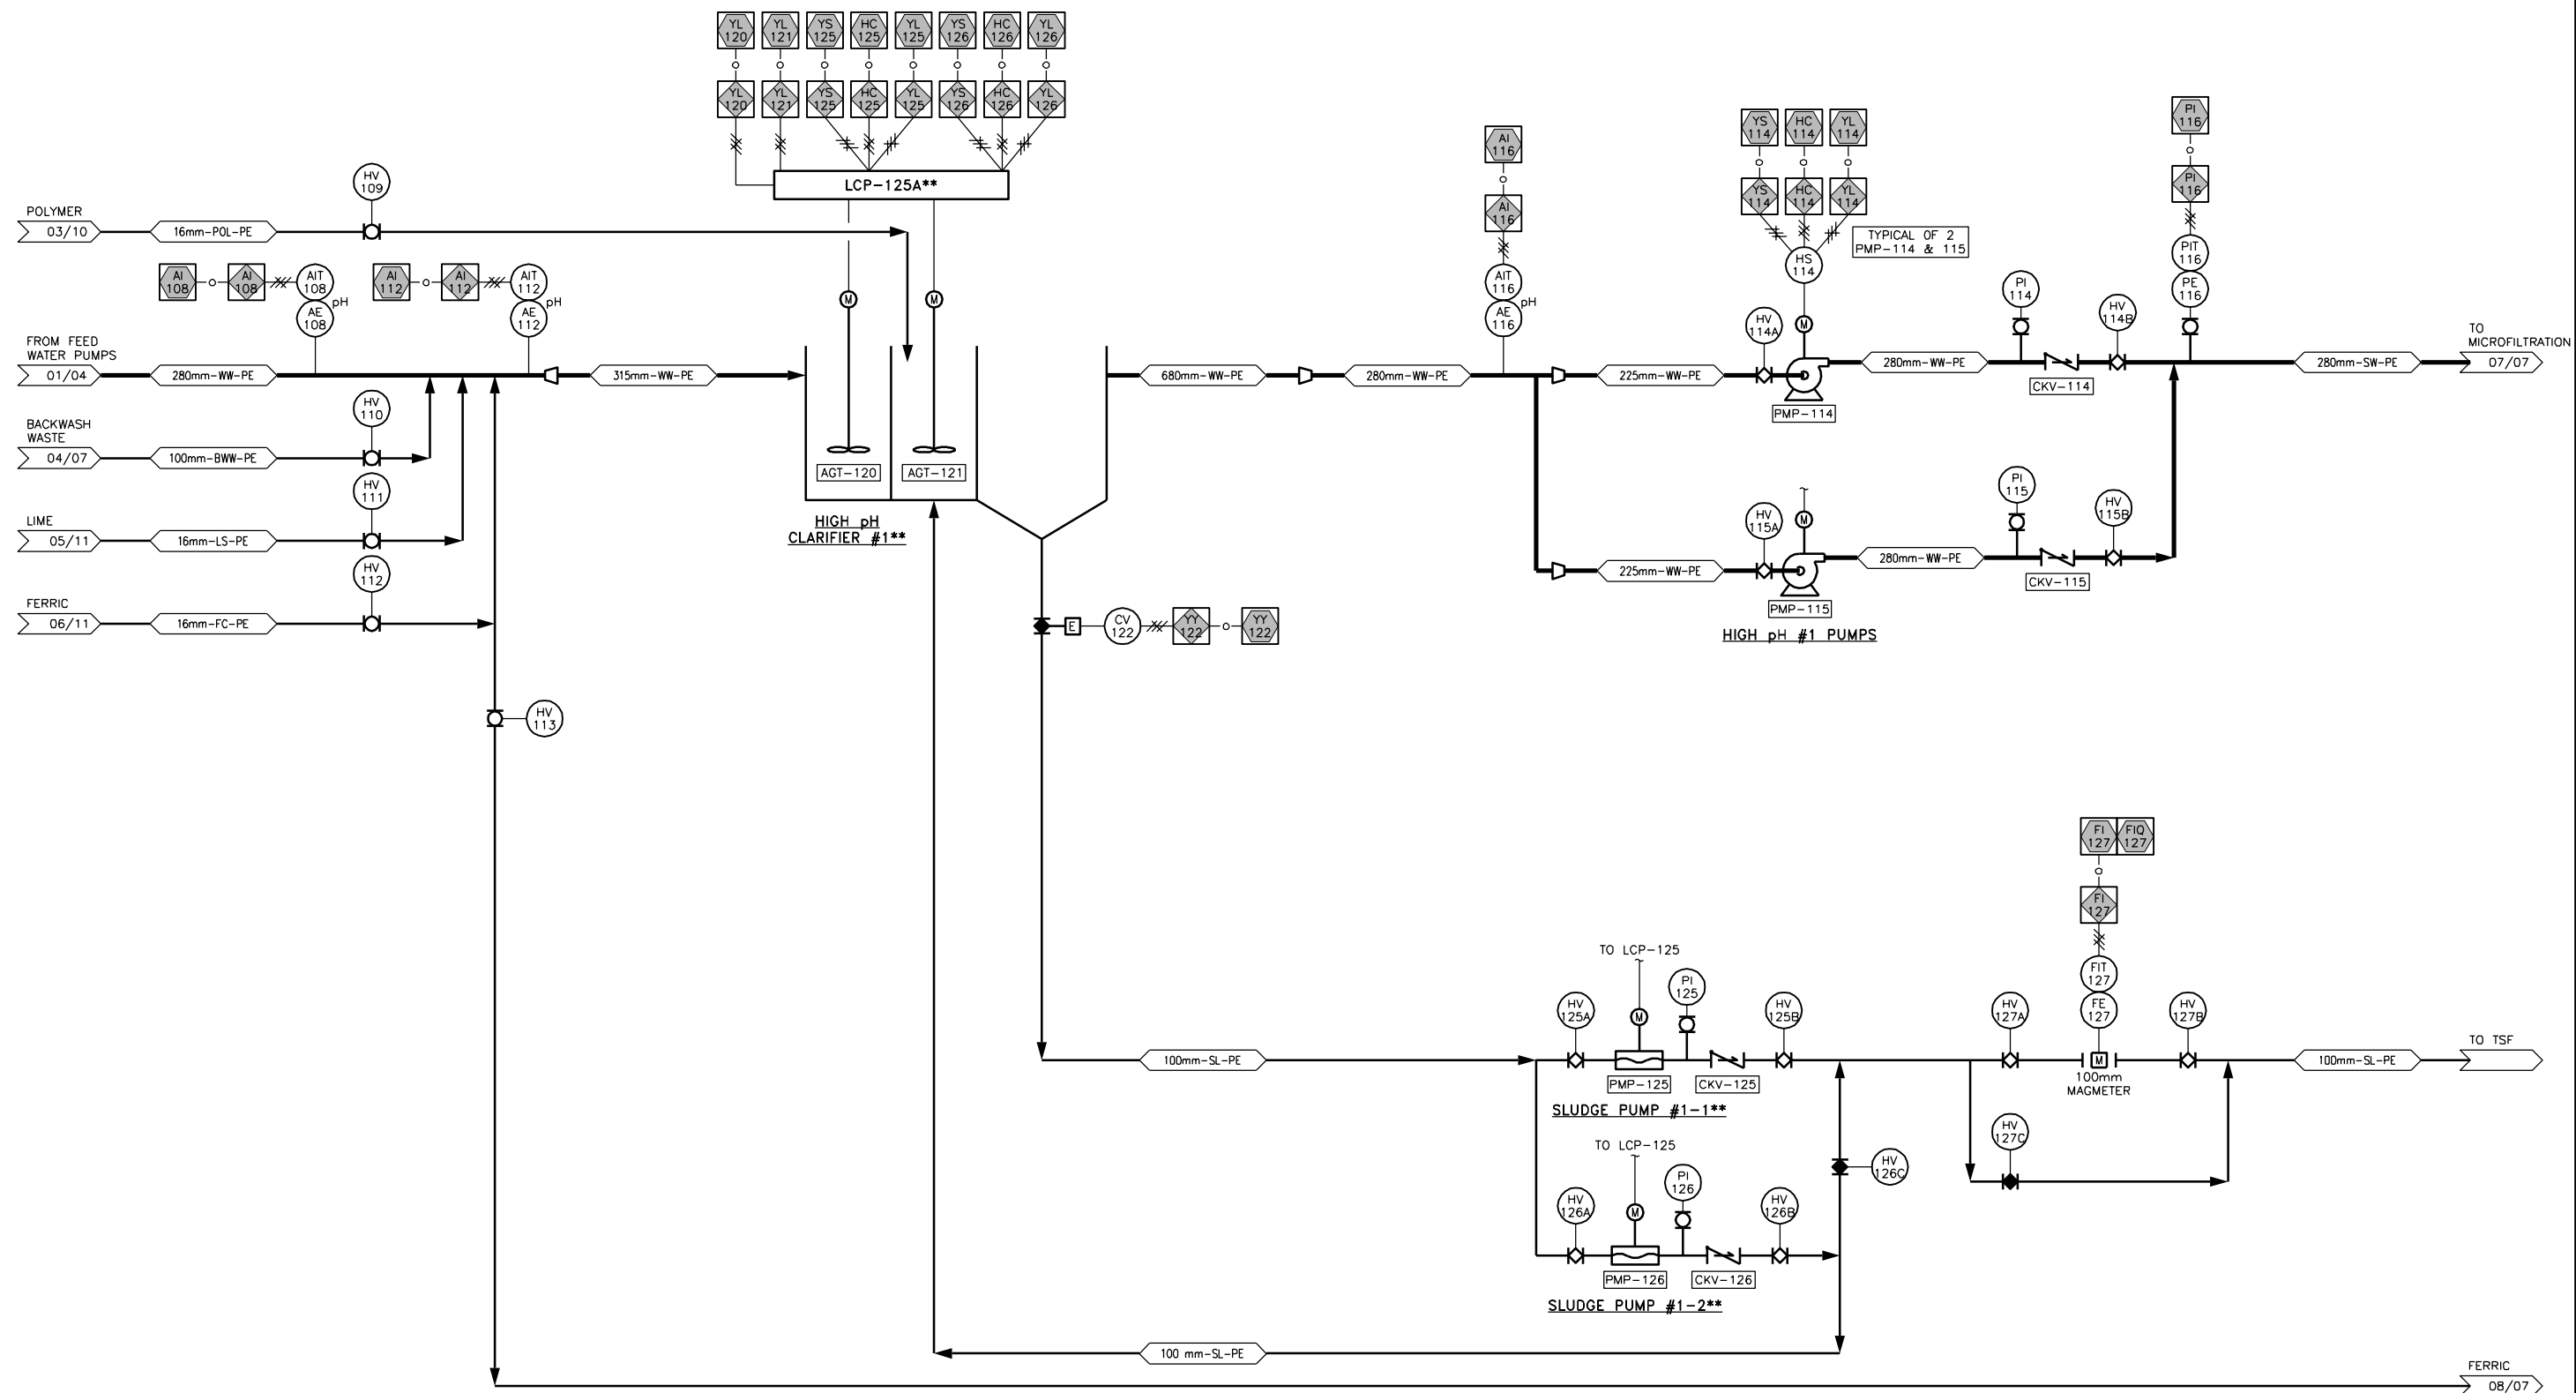 YL 120
YL 121
YS 125
HC 125
YL 125
YS 126
HC 126
YL 126
YL 120
YL 121
YS 125
HC 125
YL 125
YS 126
HC 126
YL 126
LCP-125A**
HV 109
POLYMER
03/10
16mm-POL-PE
AI 108
AI 108
AIT 108
AE 108
pH
AI 112
AI 112
AIT 112
AE 112
pH
M
M
FROM FEED
WATER PUMPS
01/04
280mm-WW-PE
315mm-WW-PE
HV 110
BACKWASH
WASTE
04/07
100mm-BWW-PE
HV 111
LIME
05/11
16mm-LS-PE
HV 112
FERRIC
06/11
16mm-FC-PE
HV 113
AGT-120
AGT-121
HIGH pH
CLARIFIER #1**
E
CV 122
YY 122
YY 122
680mm-WW-PE
280mm-WW-PE
AI 116
AI 116
AIT 116
AE 116
pH
YS 114
HC 114
YL 114
YS 114
HC 114
YL 114
HS 114
TYPICAL OF 2
PMP-114 & 115
225mm-WW-PE
HV 114A
M
PMP-114
280mm-WW-PE
PI 114
CKV-114
HV 114B
PI 116
PI 116
PIT 116
PE 116
280mm-SW-PE
TO
MICROFILTRATION
07/07
225mm-WW-PE
HV 115A
M
PMP-115
280mm-WW-PE
PI 115
CKV-115
HV 115B
HIGH pH #1 PUMPS
FI 127
FIQ 127
FI 127
FIT 127
FE 127
M
100mm
MAGMETER
HV 127A
HV 127B
HV 127C
100mm-SL-PE
TO LCP-125
HV 125A
M
PI 125
HV 125B
PMP-125
CKV-125
SLUDGE PUMP #1-1**
100mm-SL-PE
TO TSF
TO LCP-125
HV 126A
M
PI 126
HV 126B
HV 126C
PMP-126
CKV-126
SLUDGE PUMP #1-2**
100 mm-SL-PE
FERRIC
08/07